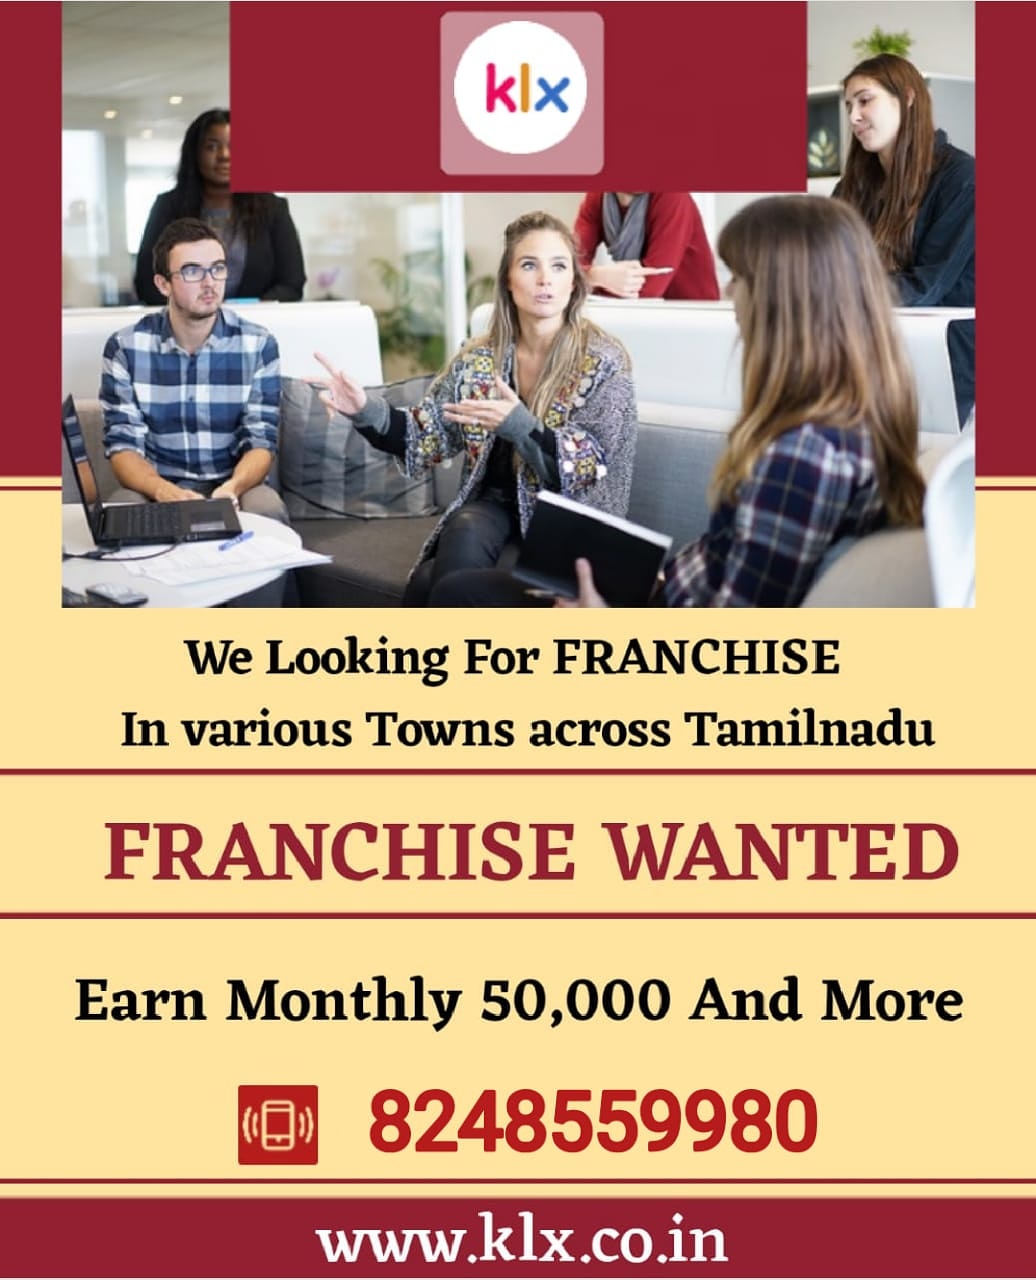 klx
We Looking For FRANCHISE
In various Towns across Tamilnadu
FRANCHISE WANTED
Earn Monthly 50,000 And More
8248559980
www.klx.co.in